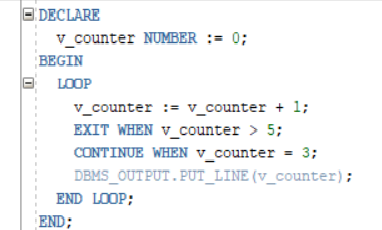 DECLARE
v_counter NUMBER := 0;
BEGIN
LOOP
v_counter := v_counter + 1;
EXIT WHEN v_counter > 5;
CONTINUE WHEN v_counter = 3;
DBMS_OUTPUT.PUT_LINE(v_counter);
END LOOP;
END;